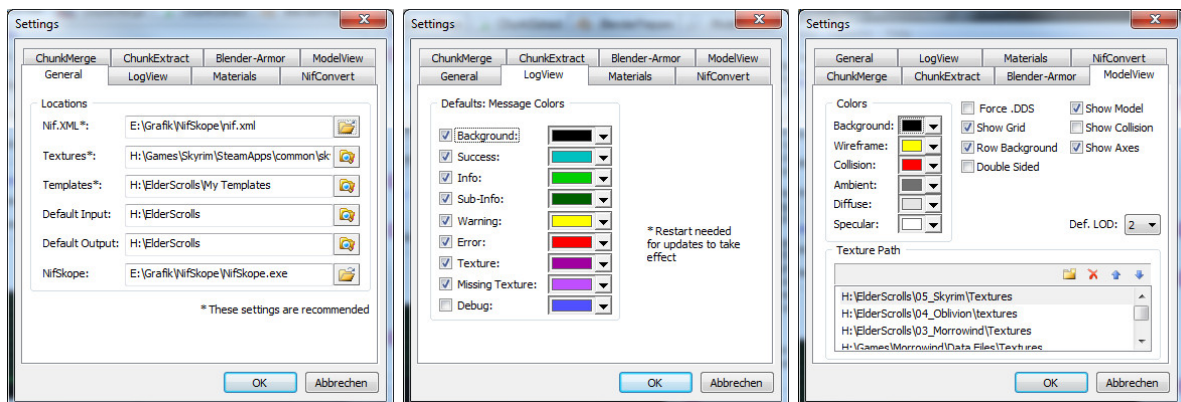 Settings
ChunkMerge ChunkExtract Blender-Armor ModelView
General LogView Materials NifConvert
Locations
Nif.XML*: E:\Grafik\NifSkope\nif.xml
Textures*: H:\Games\Skyrim\SteamApps\common\sk
Templates*: H:\ElderScrolls\My Templates
Default Input: H:\ElderScrolls
Default Output: H:\ElderScrolls
NifSkope: E:\Grafik\NifSkope\NifSkope.exe
* These settings are recommended
OK Abbrechen
Settings
ChunkMerge ChunkExtract Blender-Armor ModelView
General LogView Materials NifConvert
Defaults: Message Colors
Background:
Success:
Info:
Sub-Info:
Warning:
Error:
Texture:
Missing Texture:
Debug:
* Restart needed
for updates to take
effect
OK Abbrechen
Settings
General LogView Materials NifConvert
ChunkMerge ChunkExtract Blender-Armor ModelView
Colors
Background:
Wireframe:
Collision:
Ambient:
Diffuse:
Specular:
Force .DDS Show Model
Show Grid Show Collision
Row Background Show Axes
Double Sided
Def. LOD: 2
Texture Path
H:\ElderScrolls\05_Skyrim\Textures
H:\ElderScrolls\04_Oblivion\textures
H:\ElderScrolls\03_Morrowind\Textures
H:\Games\Morrowind\Data Files\Textures
OK Abbrechen